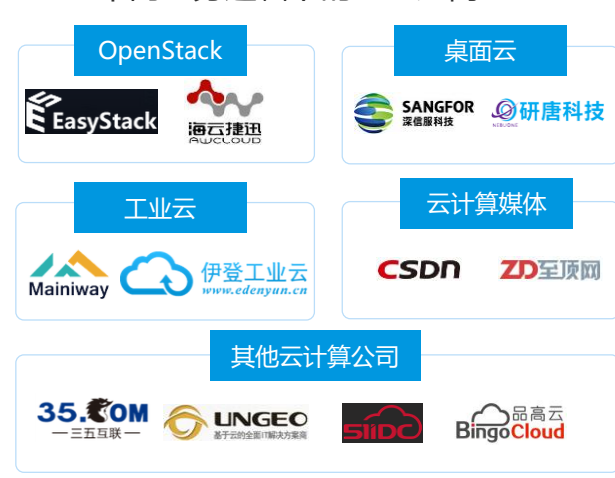 OpenStack
桌面云
EasyStack
海云捷迅
AWCLOUD
SANGFOR
深信服科技
研唐科技
工业云
云计算媒体
Mainiway
伊登工业云
www.edenyun.cn
CSDN
ZD至顶网
其他云计算公司
35.COM
三五互联
UNGEO
基于云的全面IT解决方案商
51IDC
品高云
BingoCloud